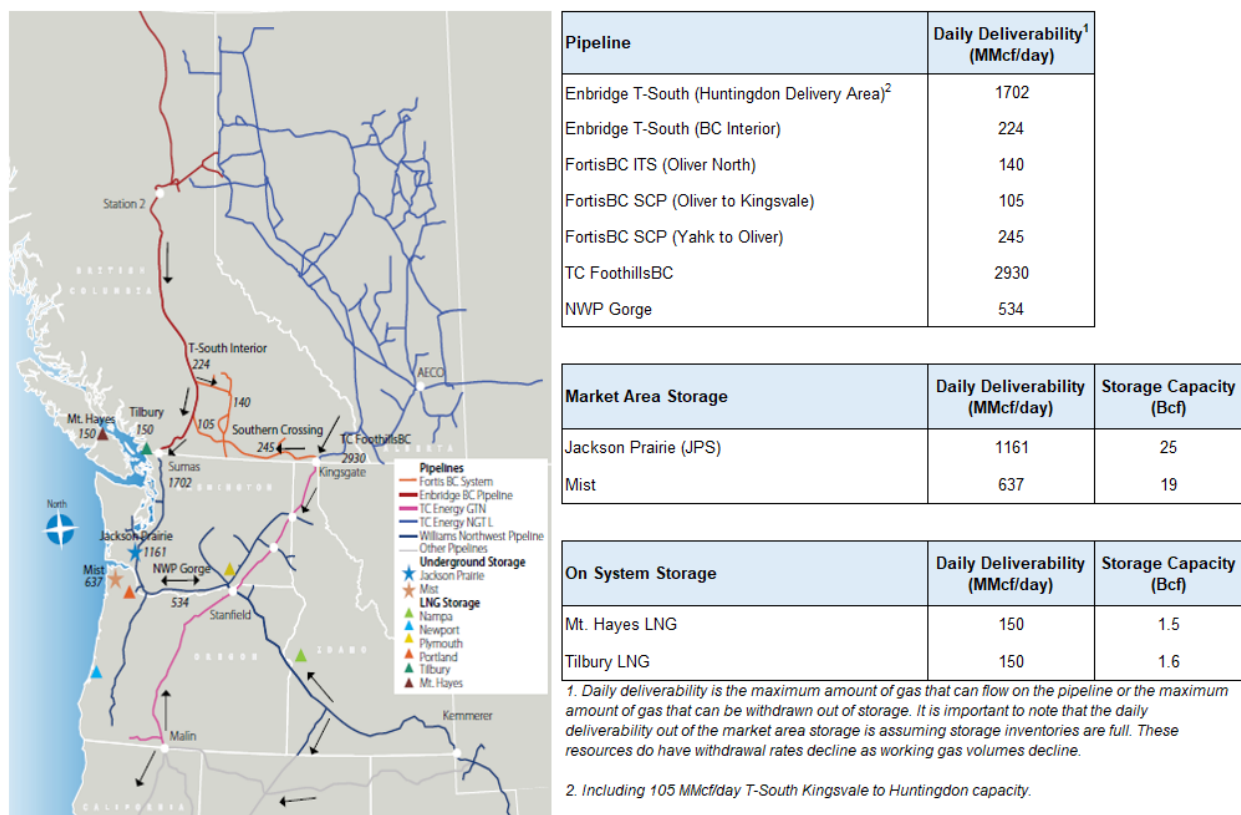 Station 2
BRITISH
COLUMBIA
T-South Interior
224
AECO
140
Mt. Hayes
150
Tilbury
150
105
Southern Crossing
245
TC FoothillsBC
2930
ALBERTA
Sumas
1702
Kingsgate
WASHINGTON
North
Jackson Prairie
1161
Mist
637
NWP Gorge
534
Stanfield
OREGON
IDAHO
Kemmerer
Malin
CALIFORNIA
Pipelines
Fortis BC System
Enbridge BC Pipeline
TC Energy GTN
TC Energy NGT L
Williams Northwest Pipeline
Other Pipelines
Underground Storage
Jackson Prairie
Mist
LNG Storage
Nampa
Newport
Plymouth
Portland
Tilbury
Mt. Hayes
Pipeline Daily Deliverability1
(MMcf/day)
Enbridge T-South (Huntingdon Delivery Area)2 1702
Enbridge T-South (BC Interior) 224
FortisBC ITS (Oliver North) 140
FortisBC SCP (Oliver to Kingsvale) 105
FortisBC SCP (Yahk to Oliver) 245
TC FoothillsBC 2930
NWP Gorge 534
Market Area Storage Daily Deliverability Storage Capacity
(MMcf/day) (Bcf)
Jackson Prairie (JPS) 1161 25
Mist 637 19
On System Storage Daily Deliverability Storage Capacity
(MMcf/day) (Bcf)
Mt. Hayes LNG 150 1.5
Tilbury LNG 150 1.6
1. Daily deliverability is the maximum amount of gas that can flow on the pipeline or the maximum
amount of gas that can be withdrawn out of storage. It is important to note that the daily
deliverability out of the market area storage is assuming storage inventories are full. These
resources do have withdrawal rates decline as working gas volumes decline.
2. Including 105 MMcf/day T-South Kingsvale to Huntingdon capacity.